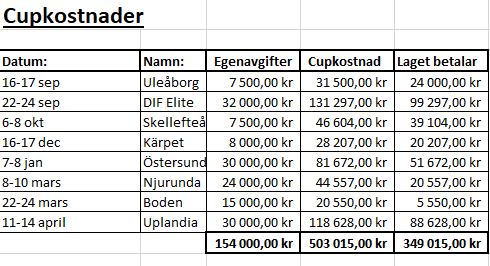 Cupkostnader
Datum: Namn: Egenavgifter Cupkostnad Laget betalar
16-17 sep Uleåborg 7 500,00 kr 31 500,00 kr 24 000,00 kr
22-24 sep DIF Elite 32 000,00 kr 131 297,00 kr 99 297,00 kr
6-8 okt Skellefteå 7 500,00 kr 46 604,00 kr 39 104,00 kr
16-17 dec Kärpet 8 000,00 kr 28 207,00 kr 20 207,00 kr
7-8 jan Östersund 30 000,00 kr 81 672,00 kr 51 672,00 kr
8-10 mars Njurunda 24 000,00 kr 44 557,00 kr 20 557,00 kr
22-24 mars Boden 15 000,00 kr 20 550,00 kr 5 550,00 kr
11-14 april Uplandia 30 000,00 kr 118 628,00 kr 88 628,00 kr
154 000,00 kr 503 015,00 kr 349 015,00 kr